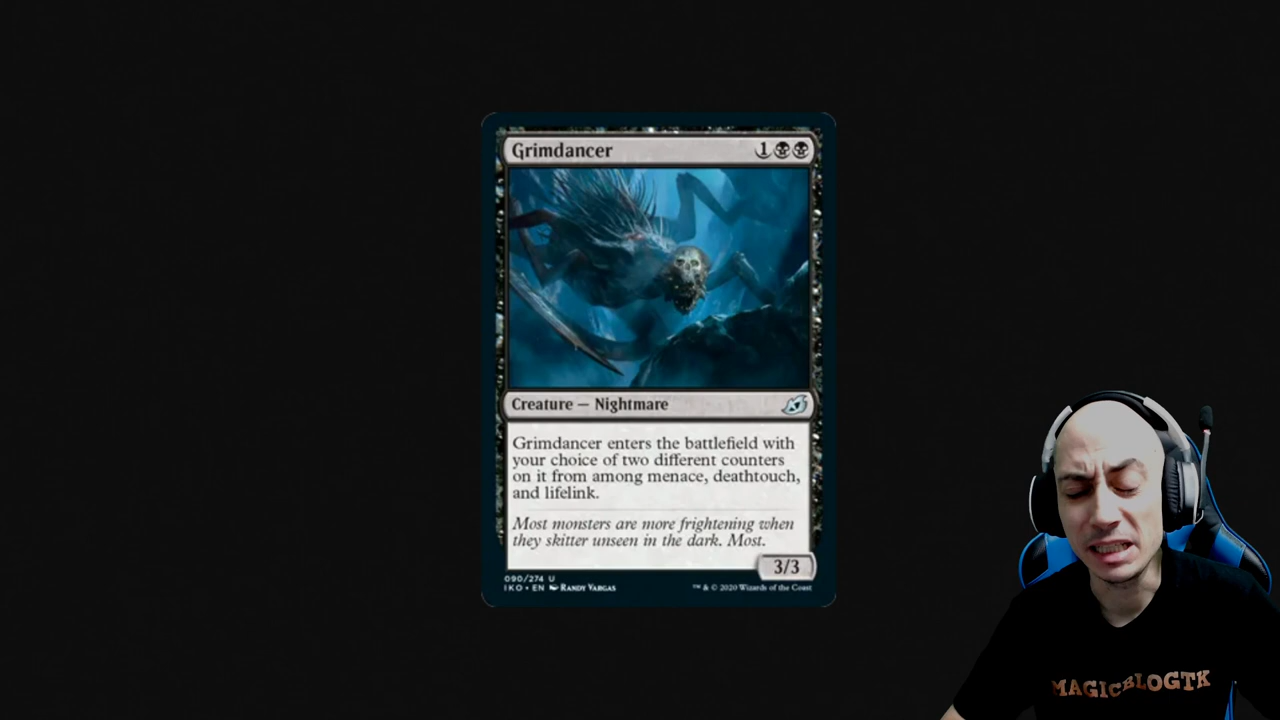 Grimdancer 1
Creature — Nightmare
Grimdancer enters the battlefield with
your choice of two different counters
on it from among menace, deathtouch,
and lifelink.
Most monsters are more frightening when
they skitter unseen in the dark. Most.
3/3
090/274 U
IKO • EN RANDY VARGAS
™ & © 2020 Wizards of the Coast
MAGICBLOGTK